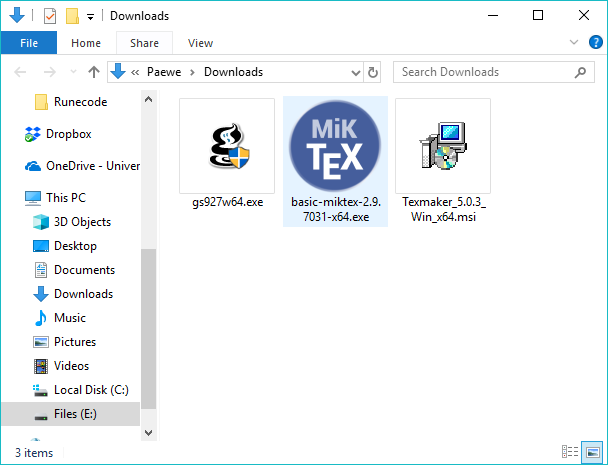 Downloads
File Home Share View
« Paewe > Downloads
Search Downloads
Runecode
Dropbox
OneDrive - Univer
This PC
3D Objects
Desktop
Documents
Downloads
Music
Pictures
Videos
Local Disk (C:)
Files (E:)
MiK
TEX
gs927w64.exe
basic-miktex-2.9.
7031-x64.exe
Texmaker_5.0.3_
Win_x64.msi
3 items